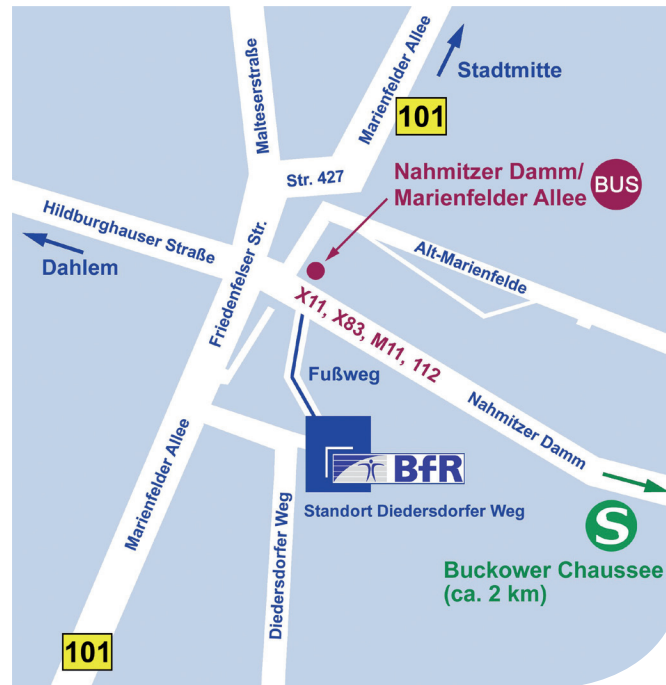 Malteserstraße
Marienfelder Allee
Stadtmitte
101
Str. 427
Nahmitzer Damm/
Marienfelder Allee
BUS
Hildburghauser Straße
Dahlem
Friedenfelser Str.
Alt-Marienfelde
X11, X83, M11, 112
Fußweg
Nahmitzer Damm
Marienfelder Allee
BfR
Standort Diedersdorfer Weg
Diedersdorfer Weg
S
Buckower Chaussee
(ca. 2 km)
101